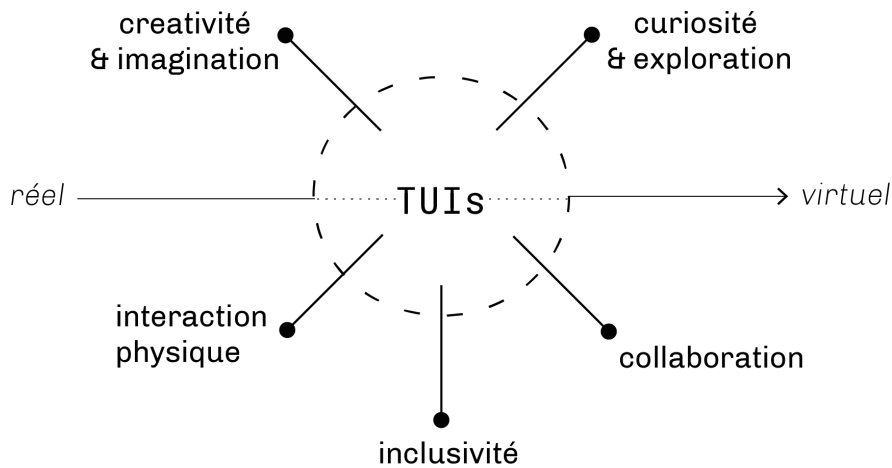 creativité
& imagination
curiosité
& exploration
réel
TUIs
virtuel
interaction
physique
collaboration
inclusivité